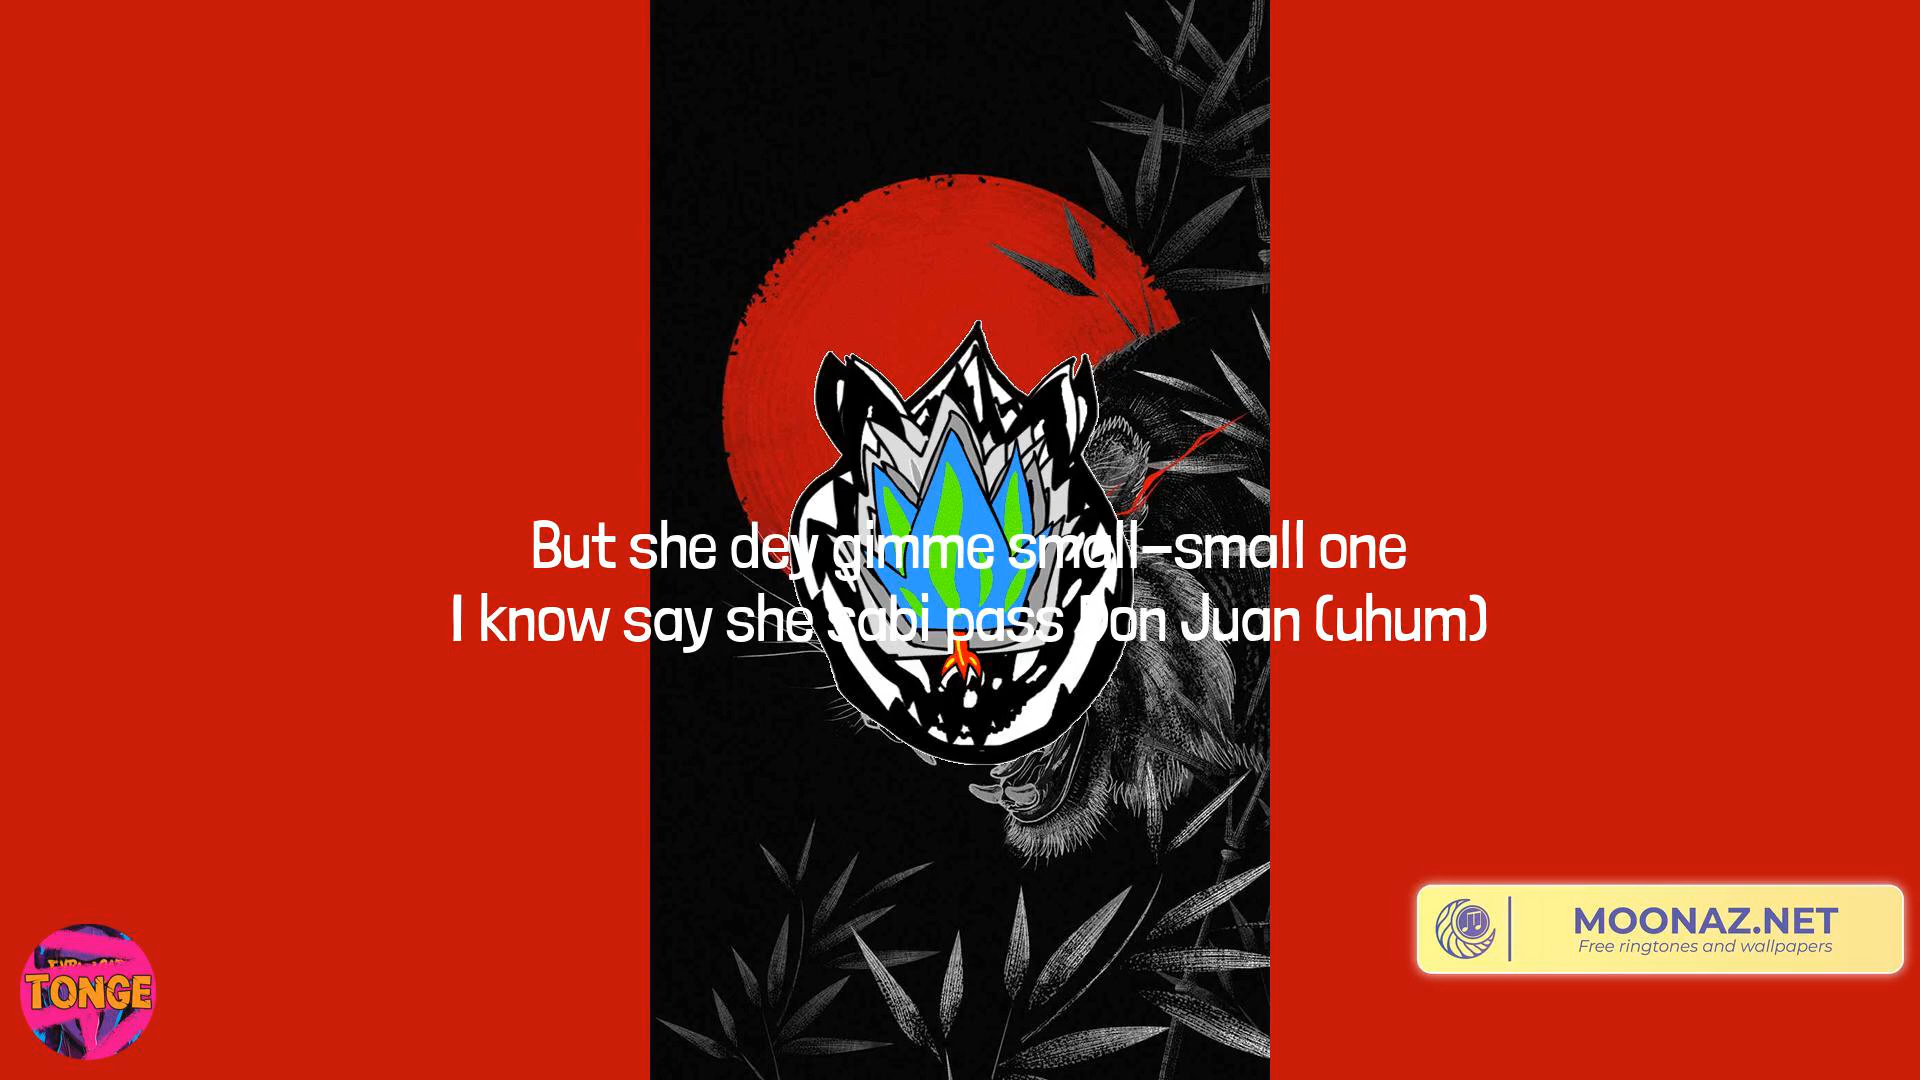 But she dey gimme small-small one
I know say she sabi pass Don Juan (uhum)
TONGE
MOONAZ.NET
Free ringtones and wallpapers